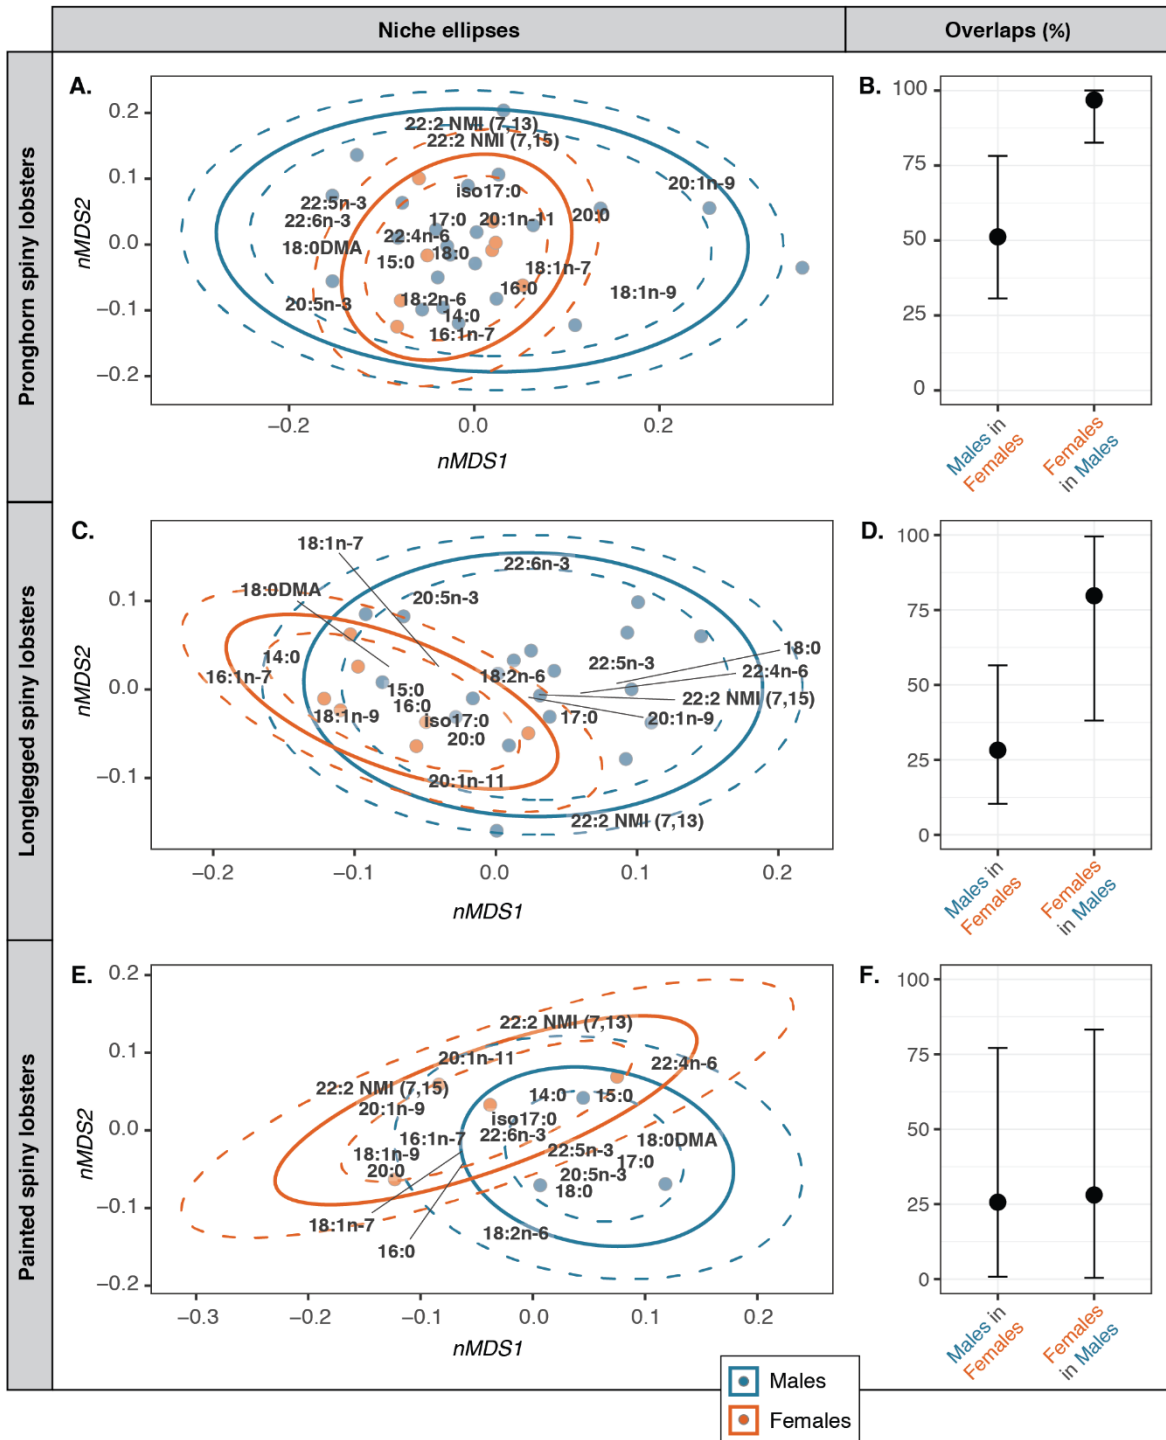 Niche ellipses
Overlaps (%)
Pronghorn spiny lobsters
A.
0.2
0.1
0.0
−0.1
−0.2
nMDS2
22:2 NMI (7,13)
22:2 NMI (7,15)
iso17:0
20:1n-9
22:5n-3
22:6n-3
17:0
20:1n-11
20:0
22:4n-6
18:0DMA
18:0
15:0
18:1n-7
16:0
18:1n-9
20:5n-3
18:2n-6
14:0
16:1n-7
−0.2
0.0
0.2
nMDS1
B.
100
75
50
25
0
Males in
Females
Females
in Males
Longlegged spiny lobsters
C.
0.1
0.0
−0.1
nMDS2
18:1n-7
22:6n-3
18:0DMA
20:5n-3
14:0
18:0
16:1n-7
22:5n-3
22:4n-6
18:2n-6
15:0
22:2 NMI (7,15)
16:0
18:1n-9
iso17:0
17:0
20:1n-9
20:0
20:1n-11
22:2 NMI (7,13)
−0.2
−0.1
0.0
0.1
0.2
nMDS1
D.
100
75
50
25
0
Males in
Females
Females
in Males
Painted spiny lobsters
E.
0.2
0.1
0.0
−0.1
−0.2
nMDS2
22:2 NMI (7,13)
20:1n-11
22:4n-6
22:2 NMI (7,15)
14:0
15:0
20:1n-9
iso17:0
16:1n-7
22:6n-3
18:0DMA
18:1n-9
22:5n-3
17:0
20:0
20:5n-3
18:0
18:1n-7
18:2n-6
16:0
−0.3
−0.2
−0.1
0.0
0.1
0.2
nMDS1
F.
100
75
50
25
0
Males in
Females
Females
in Males
Males
Females